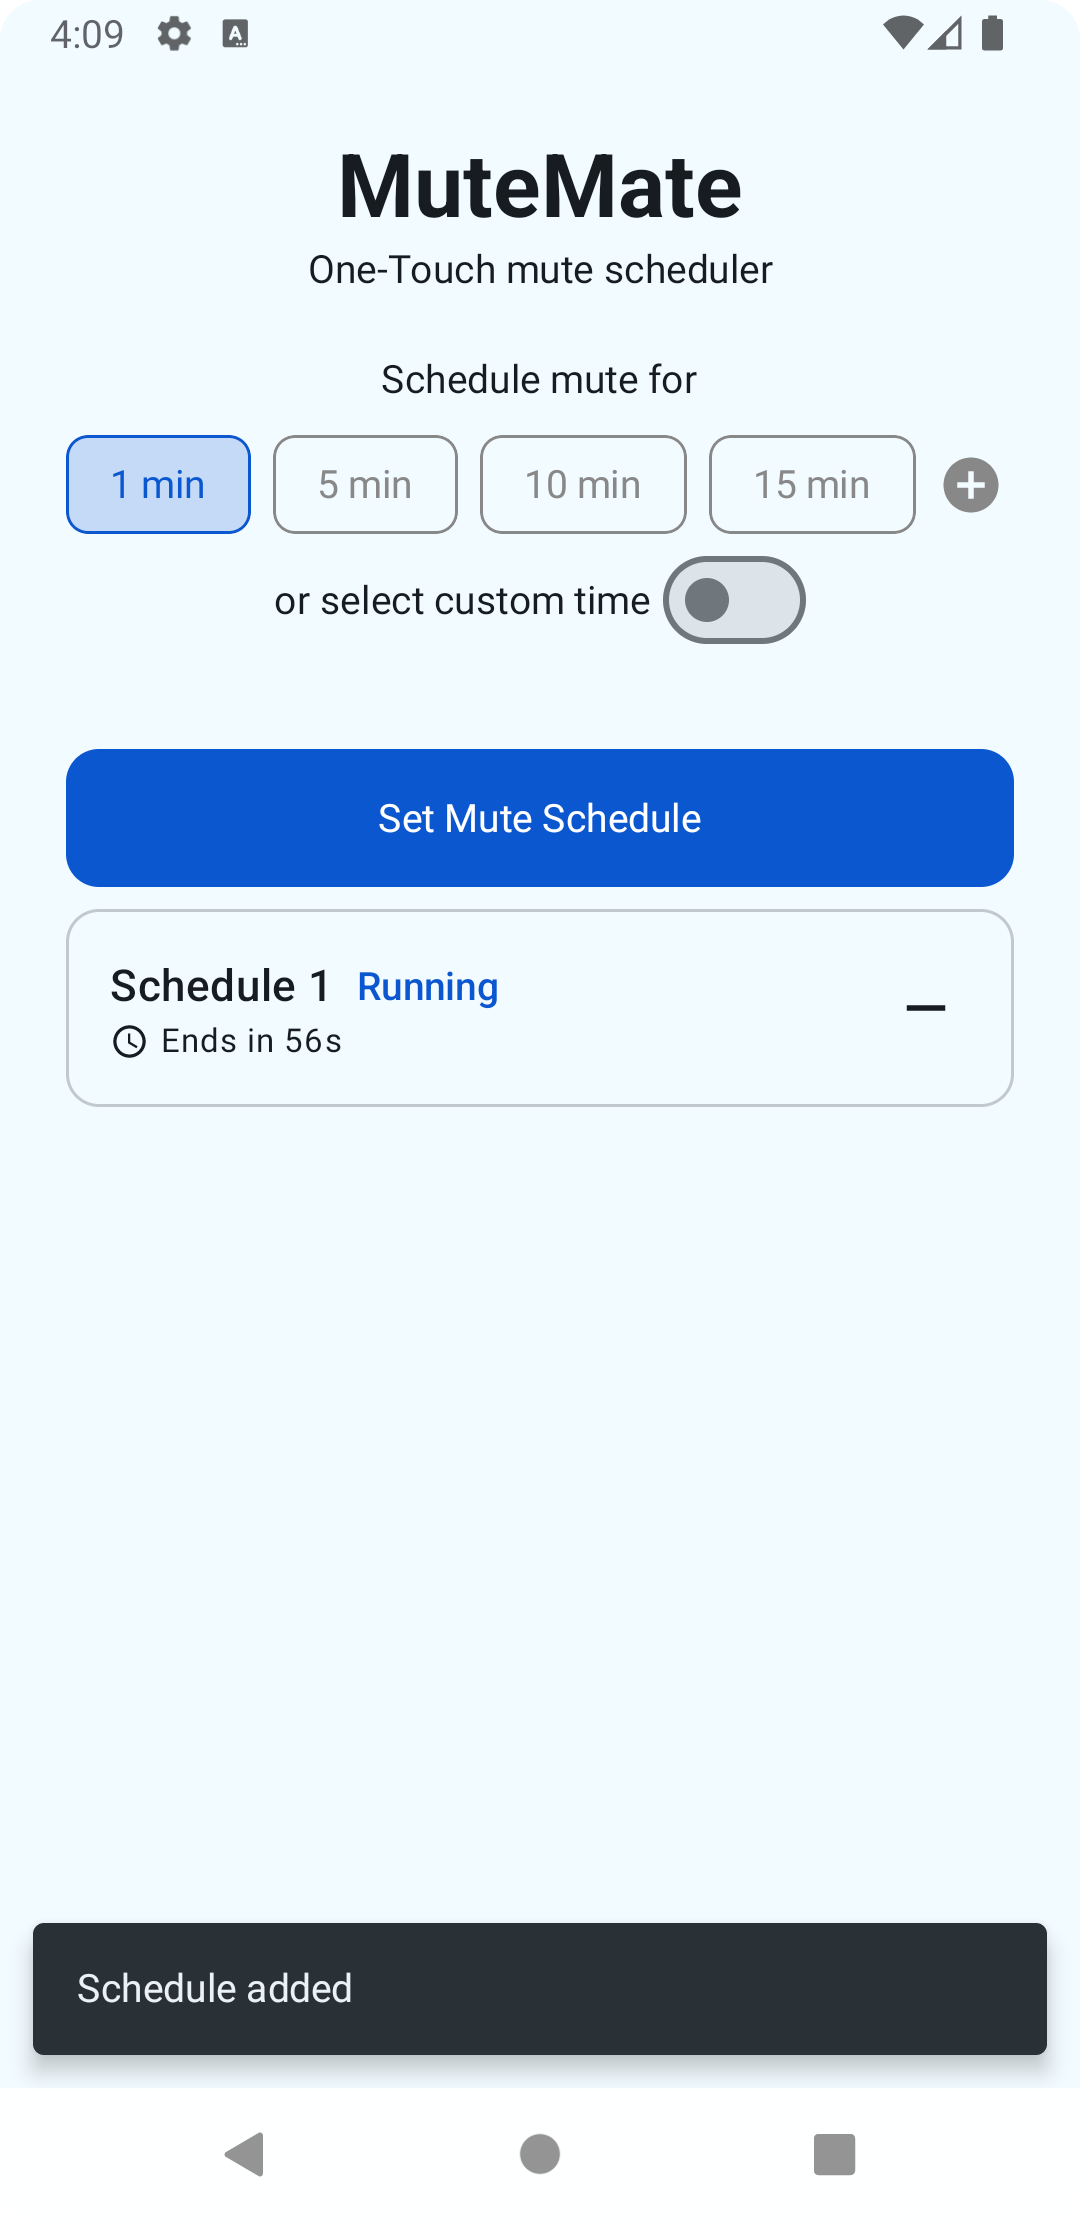 4:09
MuteMate
One-Touch mute scheduler
Schedule mute for
1 min 5 min 10 min 15 min
or select custom time
Set Mute Schedule
Schedule 1 Running
Ends in 56s
Schedule added